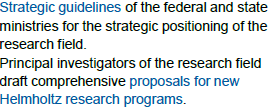 Strategic guidelines of the federal and state
ministries for the strategic positioning of the
research field.
Principal investigators of the research field
draft comprehensive proposals for new
Helmholtz research programs.